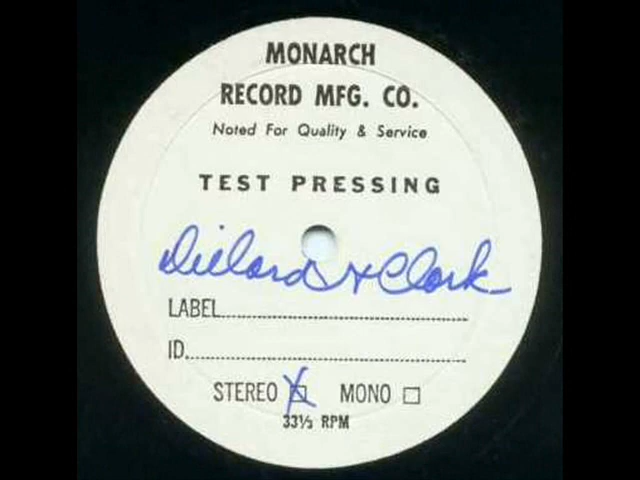 MONARCH
RECORD MFG. CO.
Noted For Quality & Service
TEST PRESSING
Dillard & Clark
LABEL
ID.
STEREO X MONO
33⅓ RPM